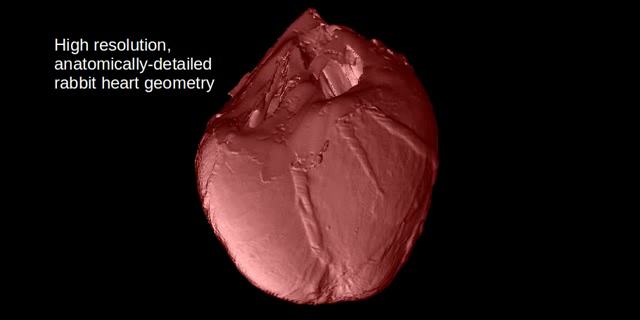 High resolution,
anatomically-detailed
rabbit heart geometry